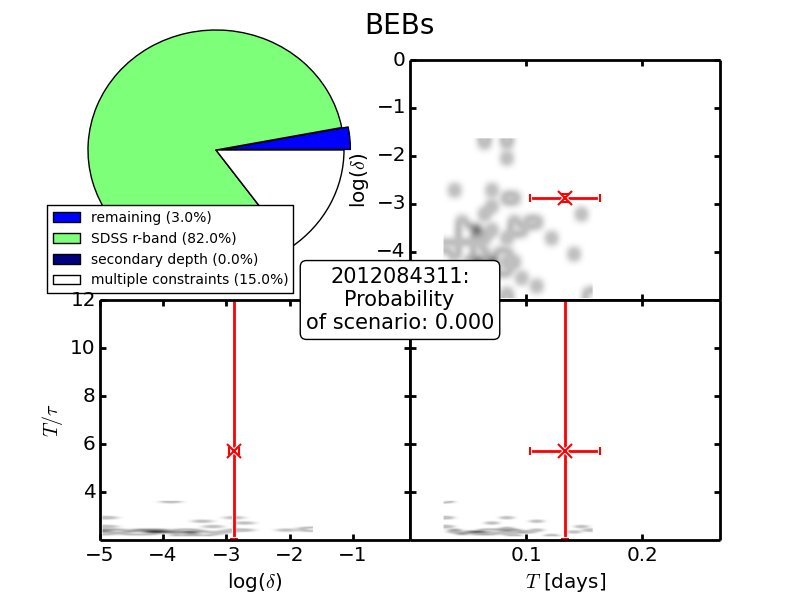 BEBs
remaining (3.0%)
SDSS r-band (82.0%)
secondary depth (0.0%)
multiple constraints (15.0%)
log(δ)
0
−1
−2
−3
−4
2012084311:
Probability
of scenario: 0.000
T/τ
12
10
8
6
4
−5 −4 −3 −2 −1
log(δ)
0.1 0.2
T [days]